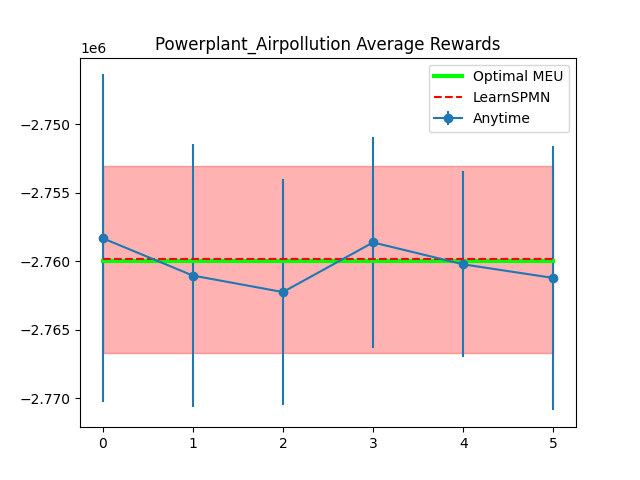 Powerplant_Airpollution Average Rewards
1e6
Optimal MEU
LearnSPMN
Anytime
−2.750
−2.755
−2.760
−2.765
−2.770
0 1 2 3 4 5